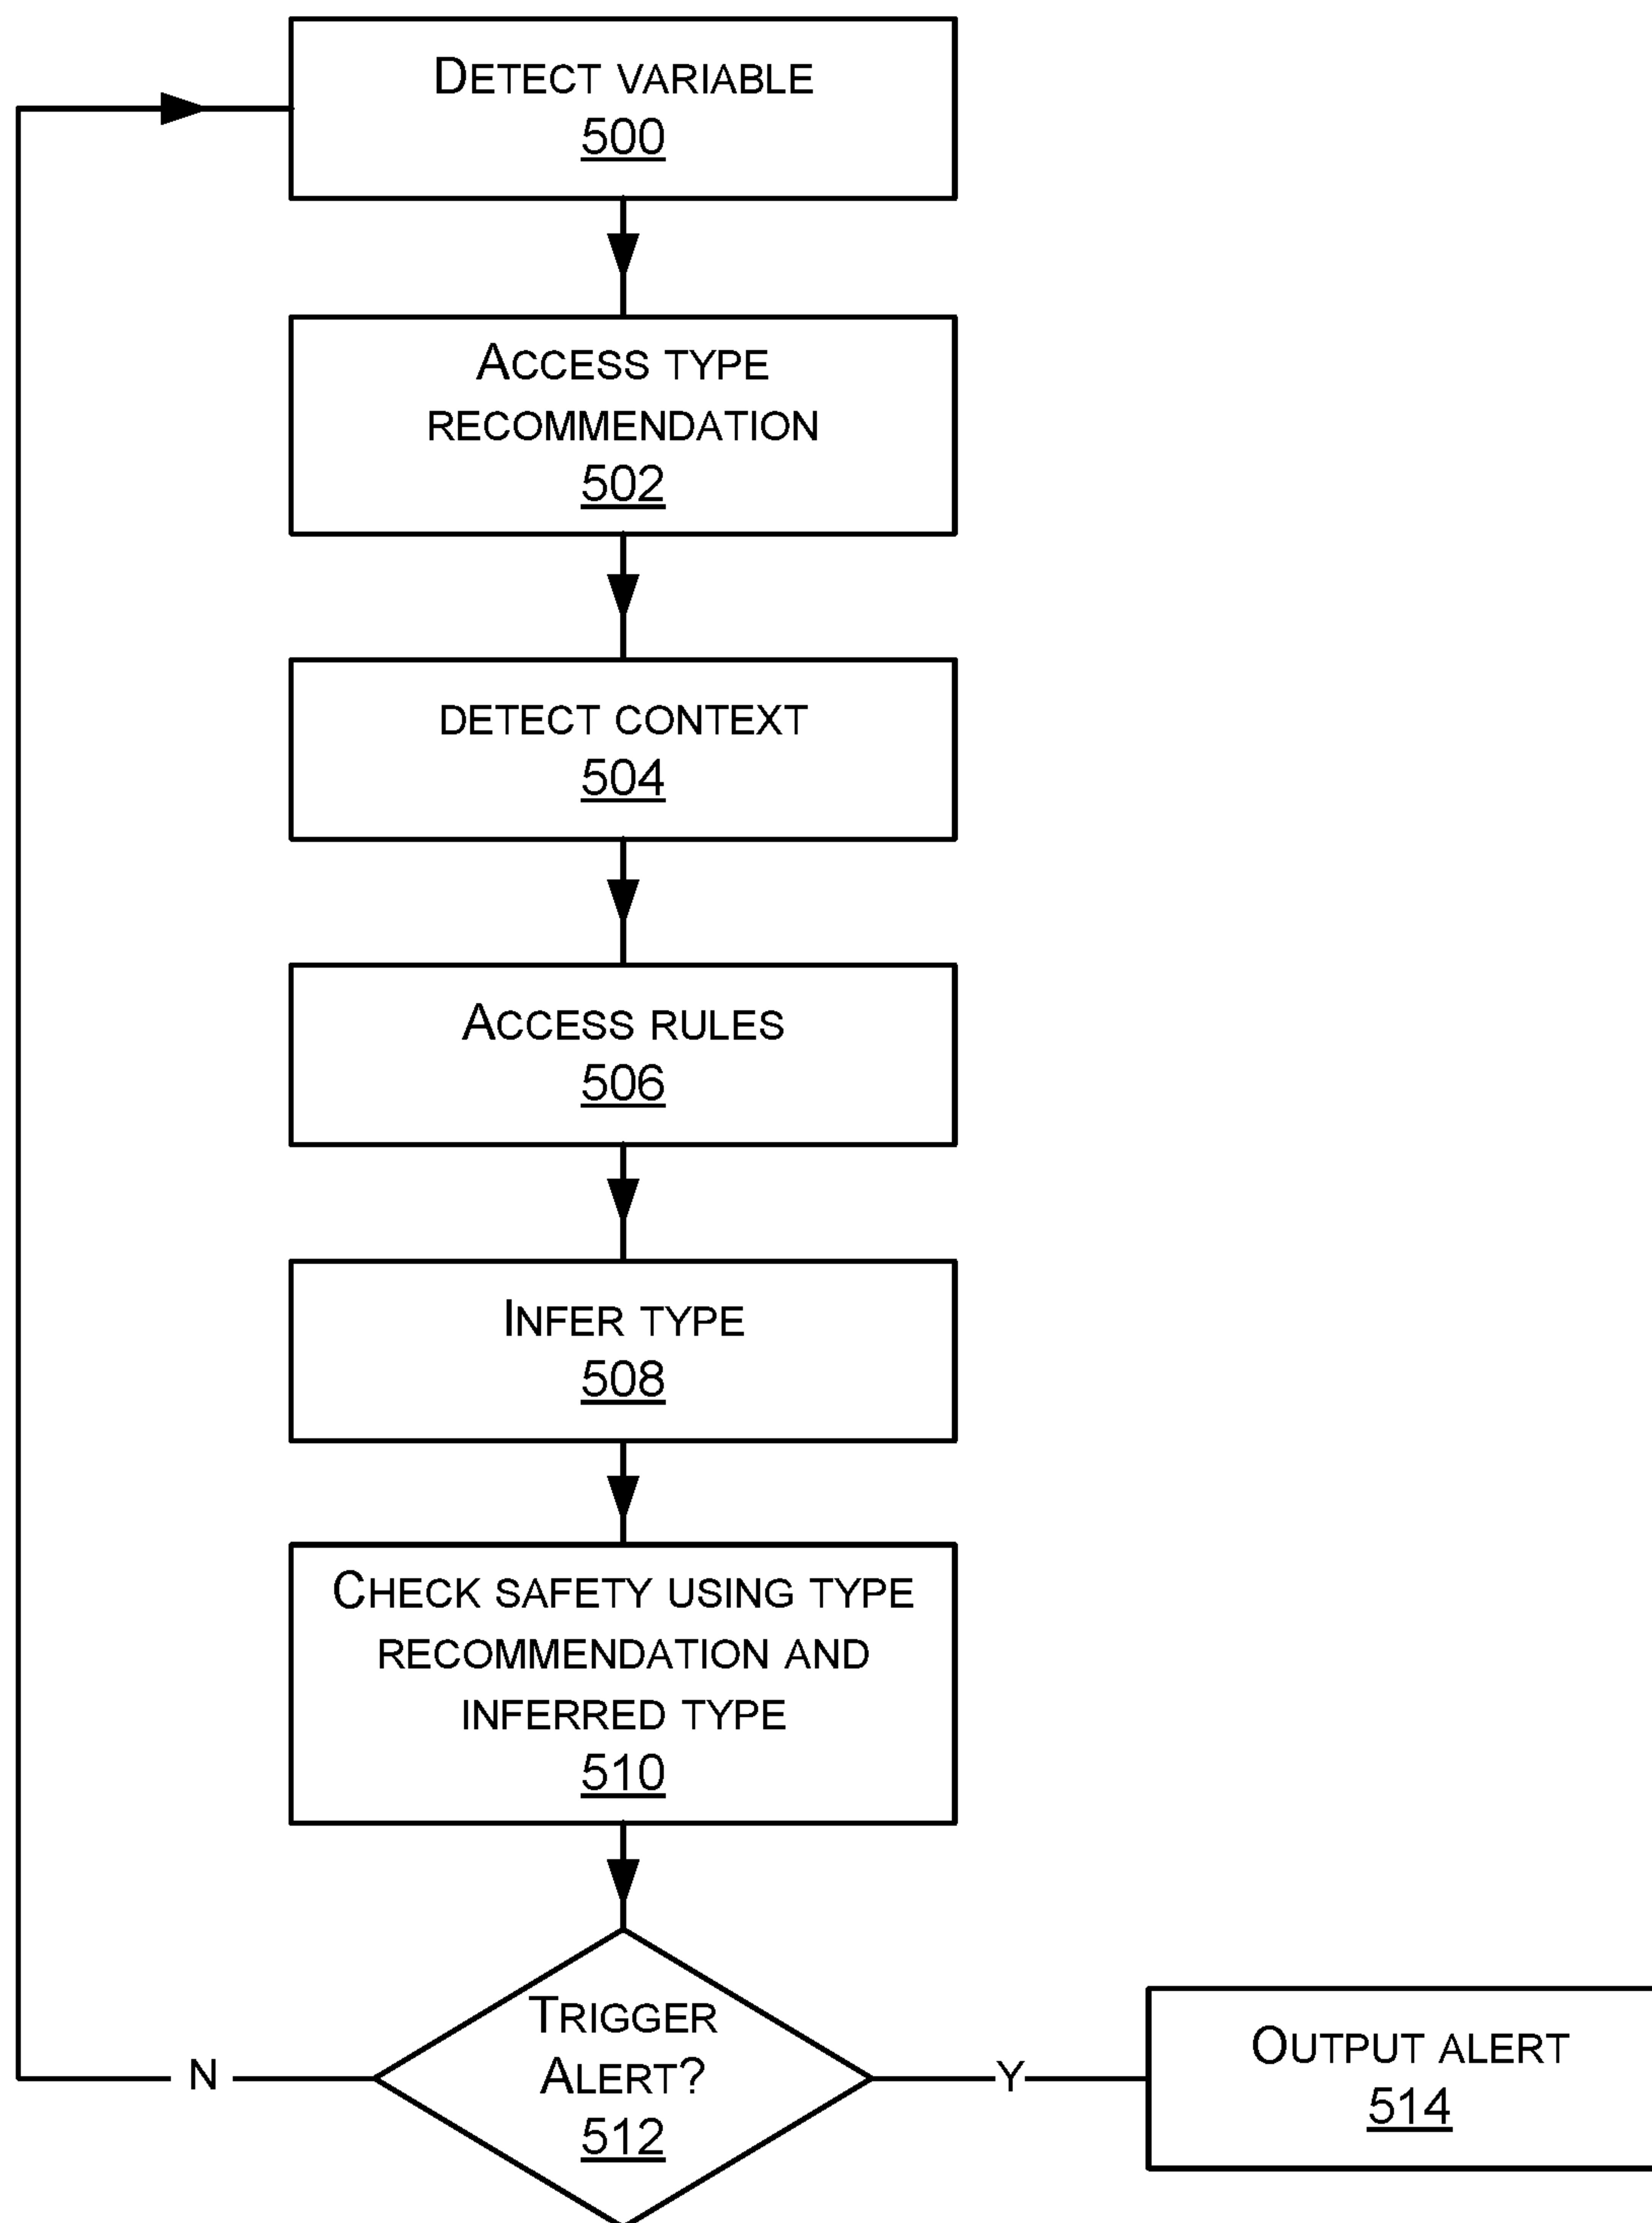 DETECT VARIABLE
500
ACCESS TYPE
RECOMMENDATION
502
DETECT CONTEXT
504
ACCESS RULES
506
INFER TYPE
508
CHECK SAFETY USING TYPE
RECOMMENDATION AND
INFERRED TYPE
510
TRIGGER
ALERT?
512
N
Y
OUTPUT ALERT
514